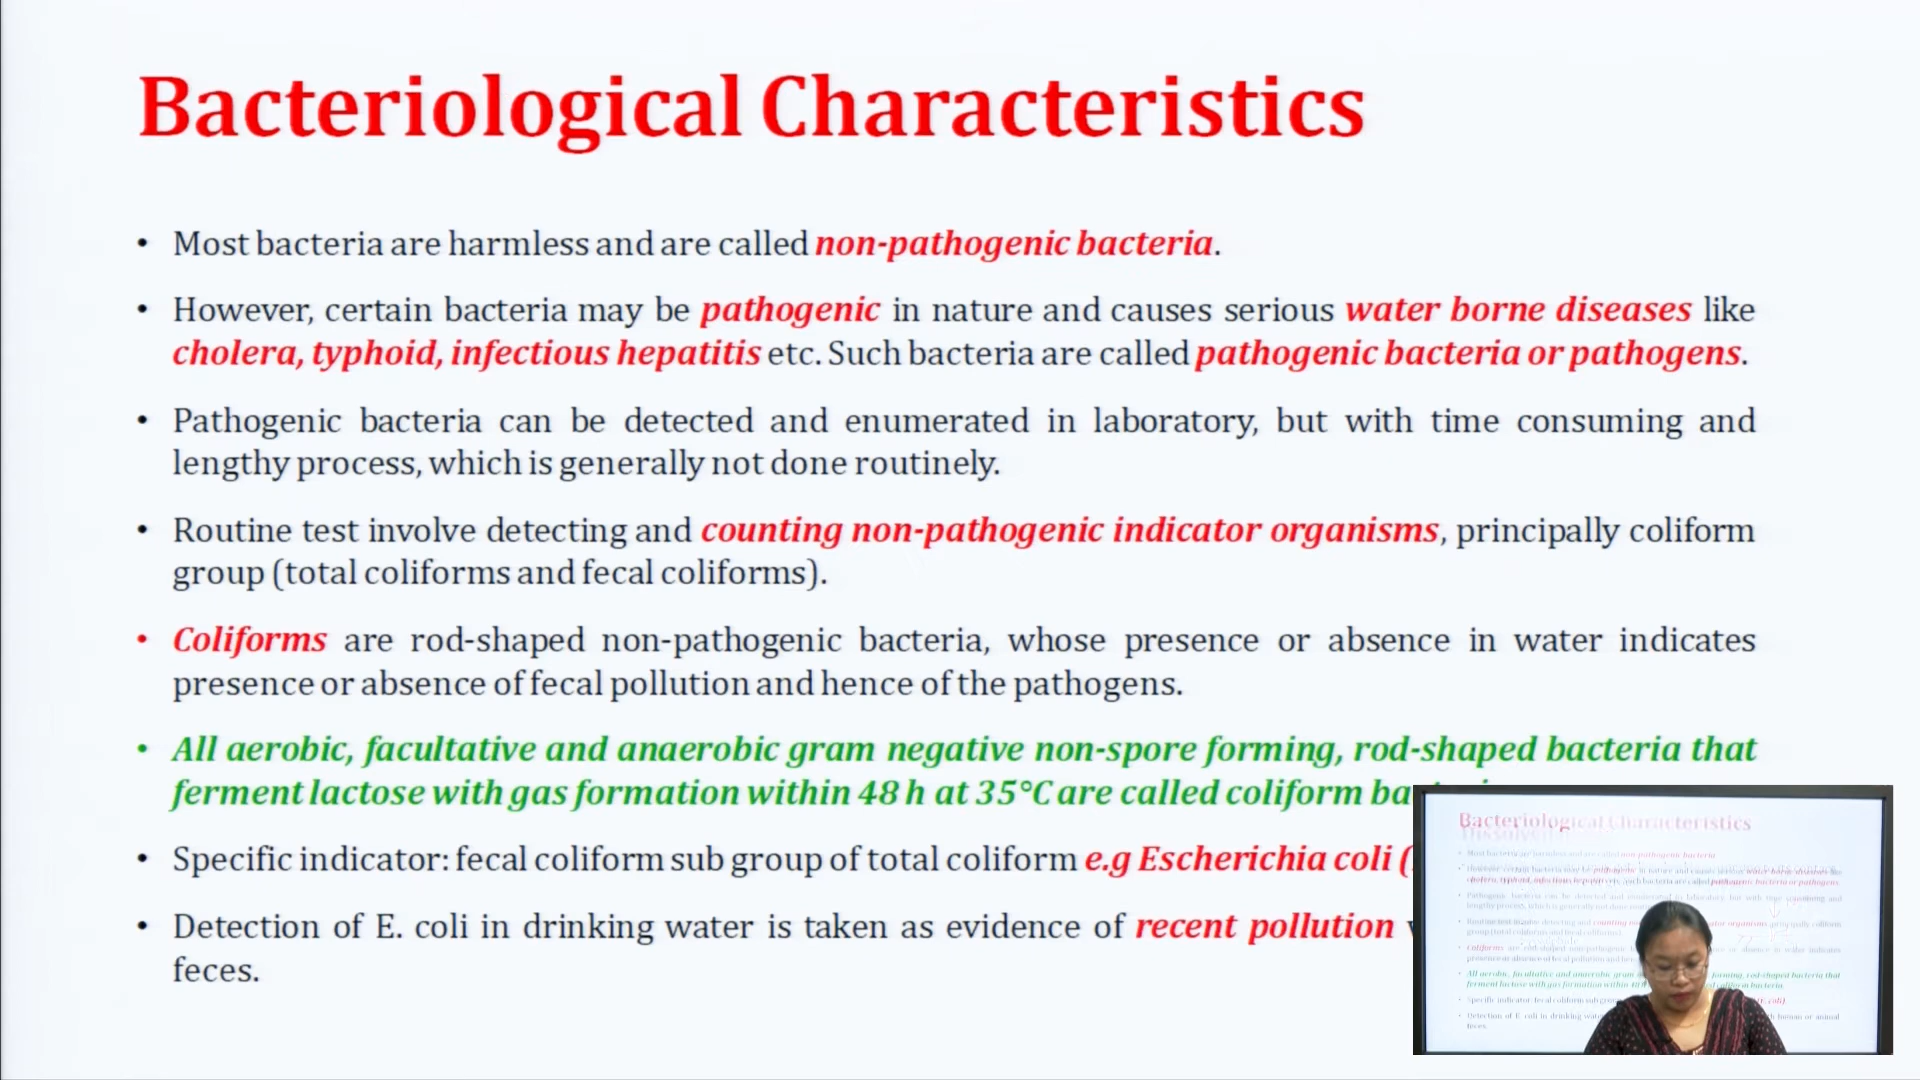 Bacteriological Characteristics
• Most bacteria are harmless and are called non-pathogenic bacteria.
• However, certain bacteria may be pathogenic in nature and causes serious water borne diseases like
cholera, typhoid, infectious hepatitis etc. Such bacteria are called pathogenic bacteria or pathogens.
• Pathogenic bacteria can be detected and enumerated in laboratory, but with time consuming and
lengthy process, which is generally not done routinely.
• Routine test involve detecting and counting non-pathogenic indicator organisms, principally coliform
group (total coliforms and fecal coliforms).
• Coliforms are rod-shaped non-pathogenic bacteria, whose presence or absence in water indicates
presence or absence of fecal pollution and hence of the pathogens.
• All aerobic, facultative and anaerobic gram negative non-spore forming, rod-shaped bacteria that
ferment lactose with gas formation within 48 h at 35°C are called coliform
• Specific indicator: fecal coliform sub group of total coliform e.g Escherichia coli (
• Detection of E. coli in drinking water is taken as evidence of recent pollution
feces.
Bacteriological Characteristics